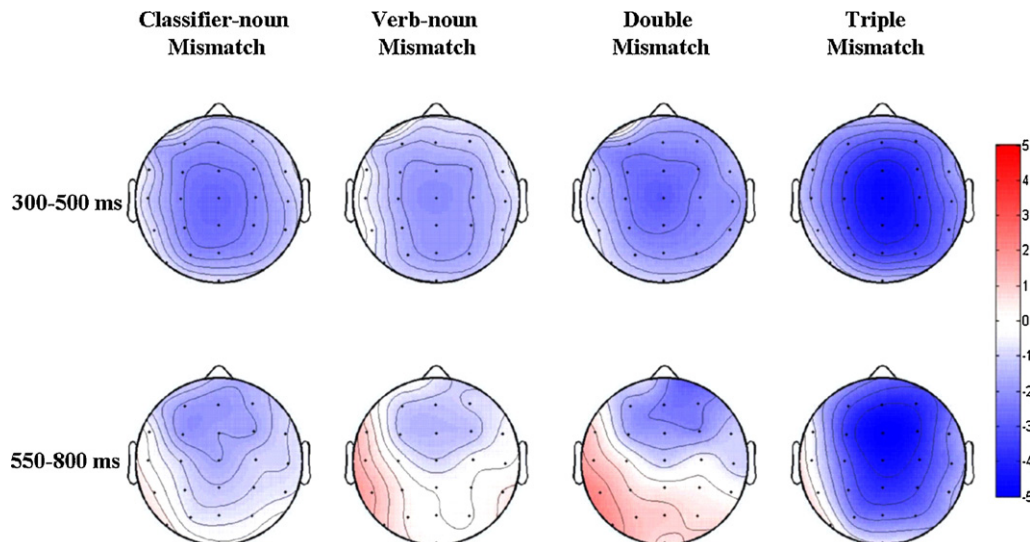 Classifier-noun
Mismatch
Verb-noun
Mismatch
Double
Mismatch
Triple
Mismatch
300-500 ms
5
4
3
2
1
0
-1
-2
-3
-4
-5
550-800 ms